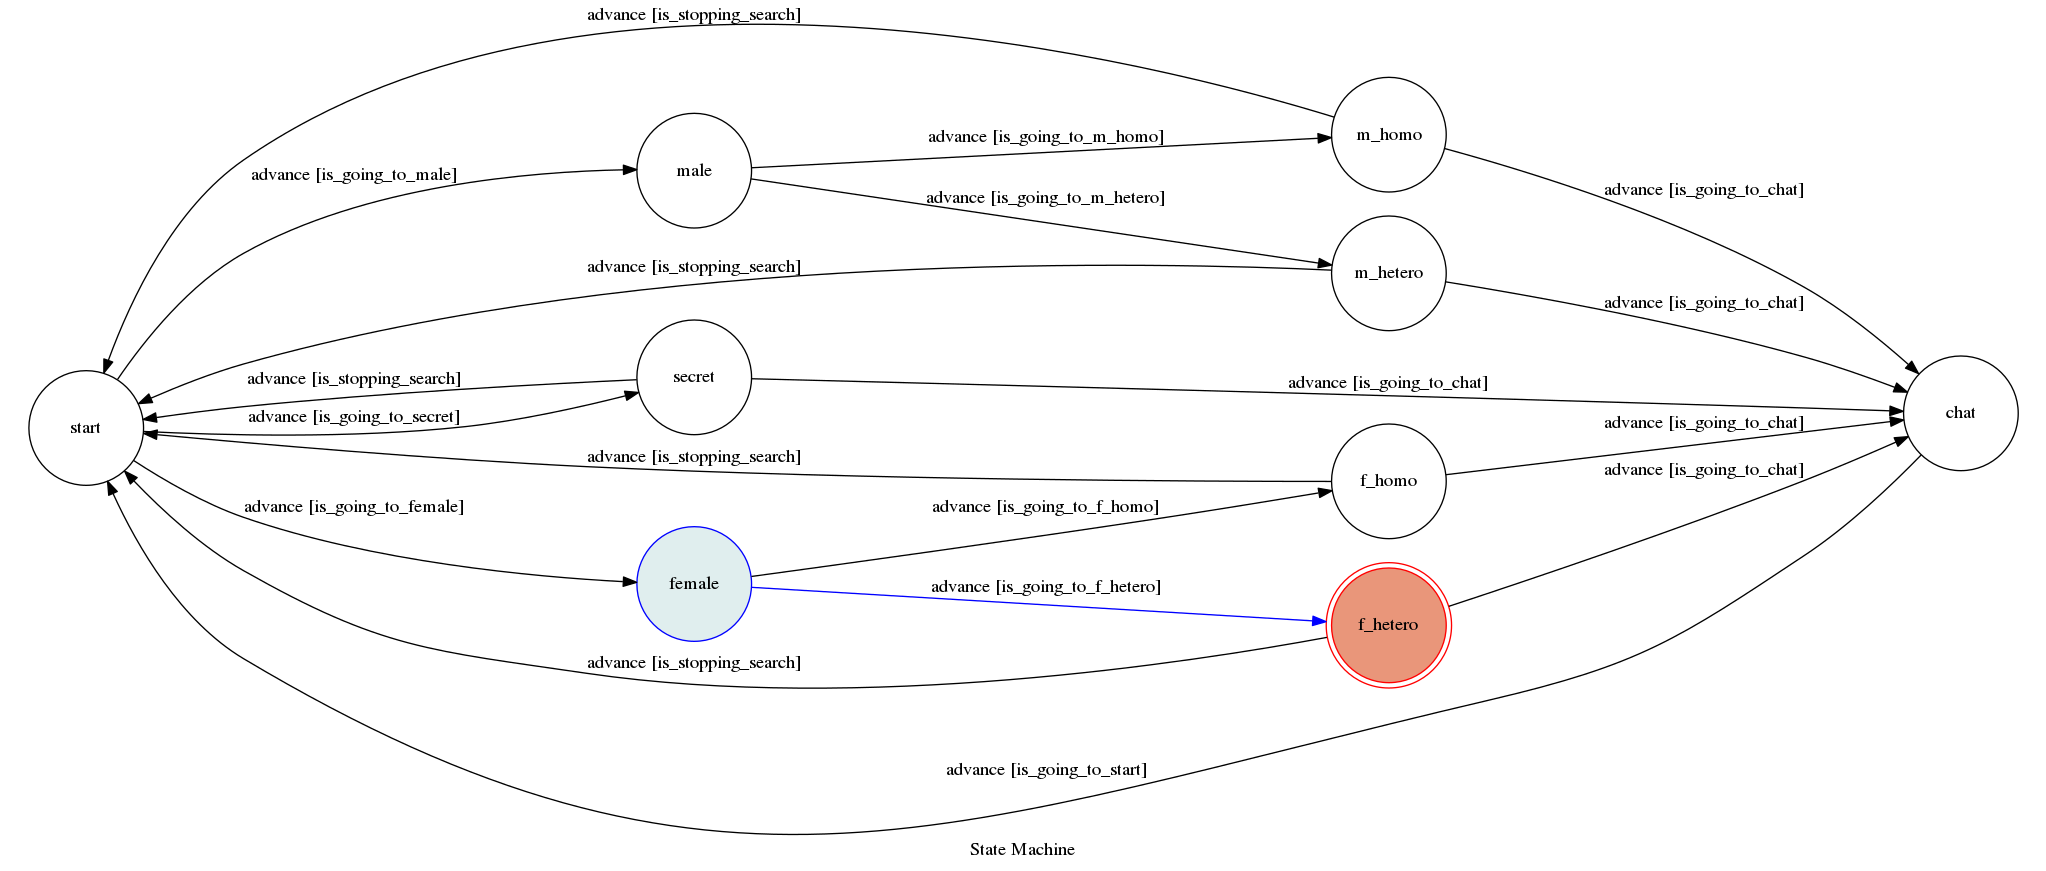 advance [is_stopping_search]
advance [is_going_to_male]
male
advance [is_going_to_m_homo]
m_homo
advance [is_going_to_m_hetero]
advance [is_going_to_chat]
advance [is_stopping_search]
m_hetero
advance [is_going_to_chat]
advance [is_stopping_search]
secret
advance [is_going_to_chat]
advance [is_going_to_secret]
start
chat
advance [is_going_to_chat]
advance [is_stopping_search]
advance [is_going_to_chat]
f_homo
advance [is_going_to_female]
advance [is_going_to_f_homo]
female
advance [is_going_to_f_hetero]
f_hetero
advance [is_stopping_search]
advance [is_going_to_start]
State Machine